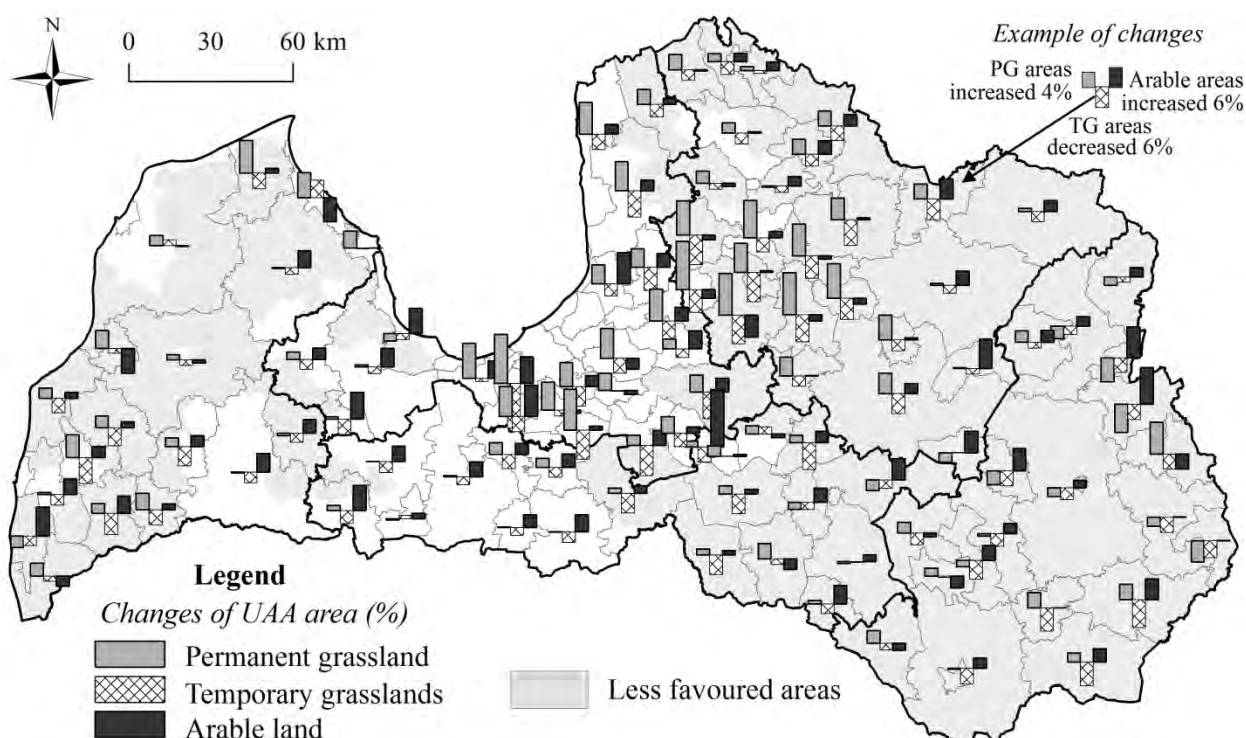 N
0 30 60 km
Example of changes
PG areas
increased 4%
Arable areas
increased 6%
TG areas
decreased 6%
Legend
Changes of UAA area (%)
Permanent grassland
Temporary grasslands
Arable land
Less favoured areas